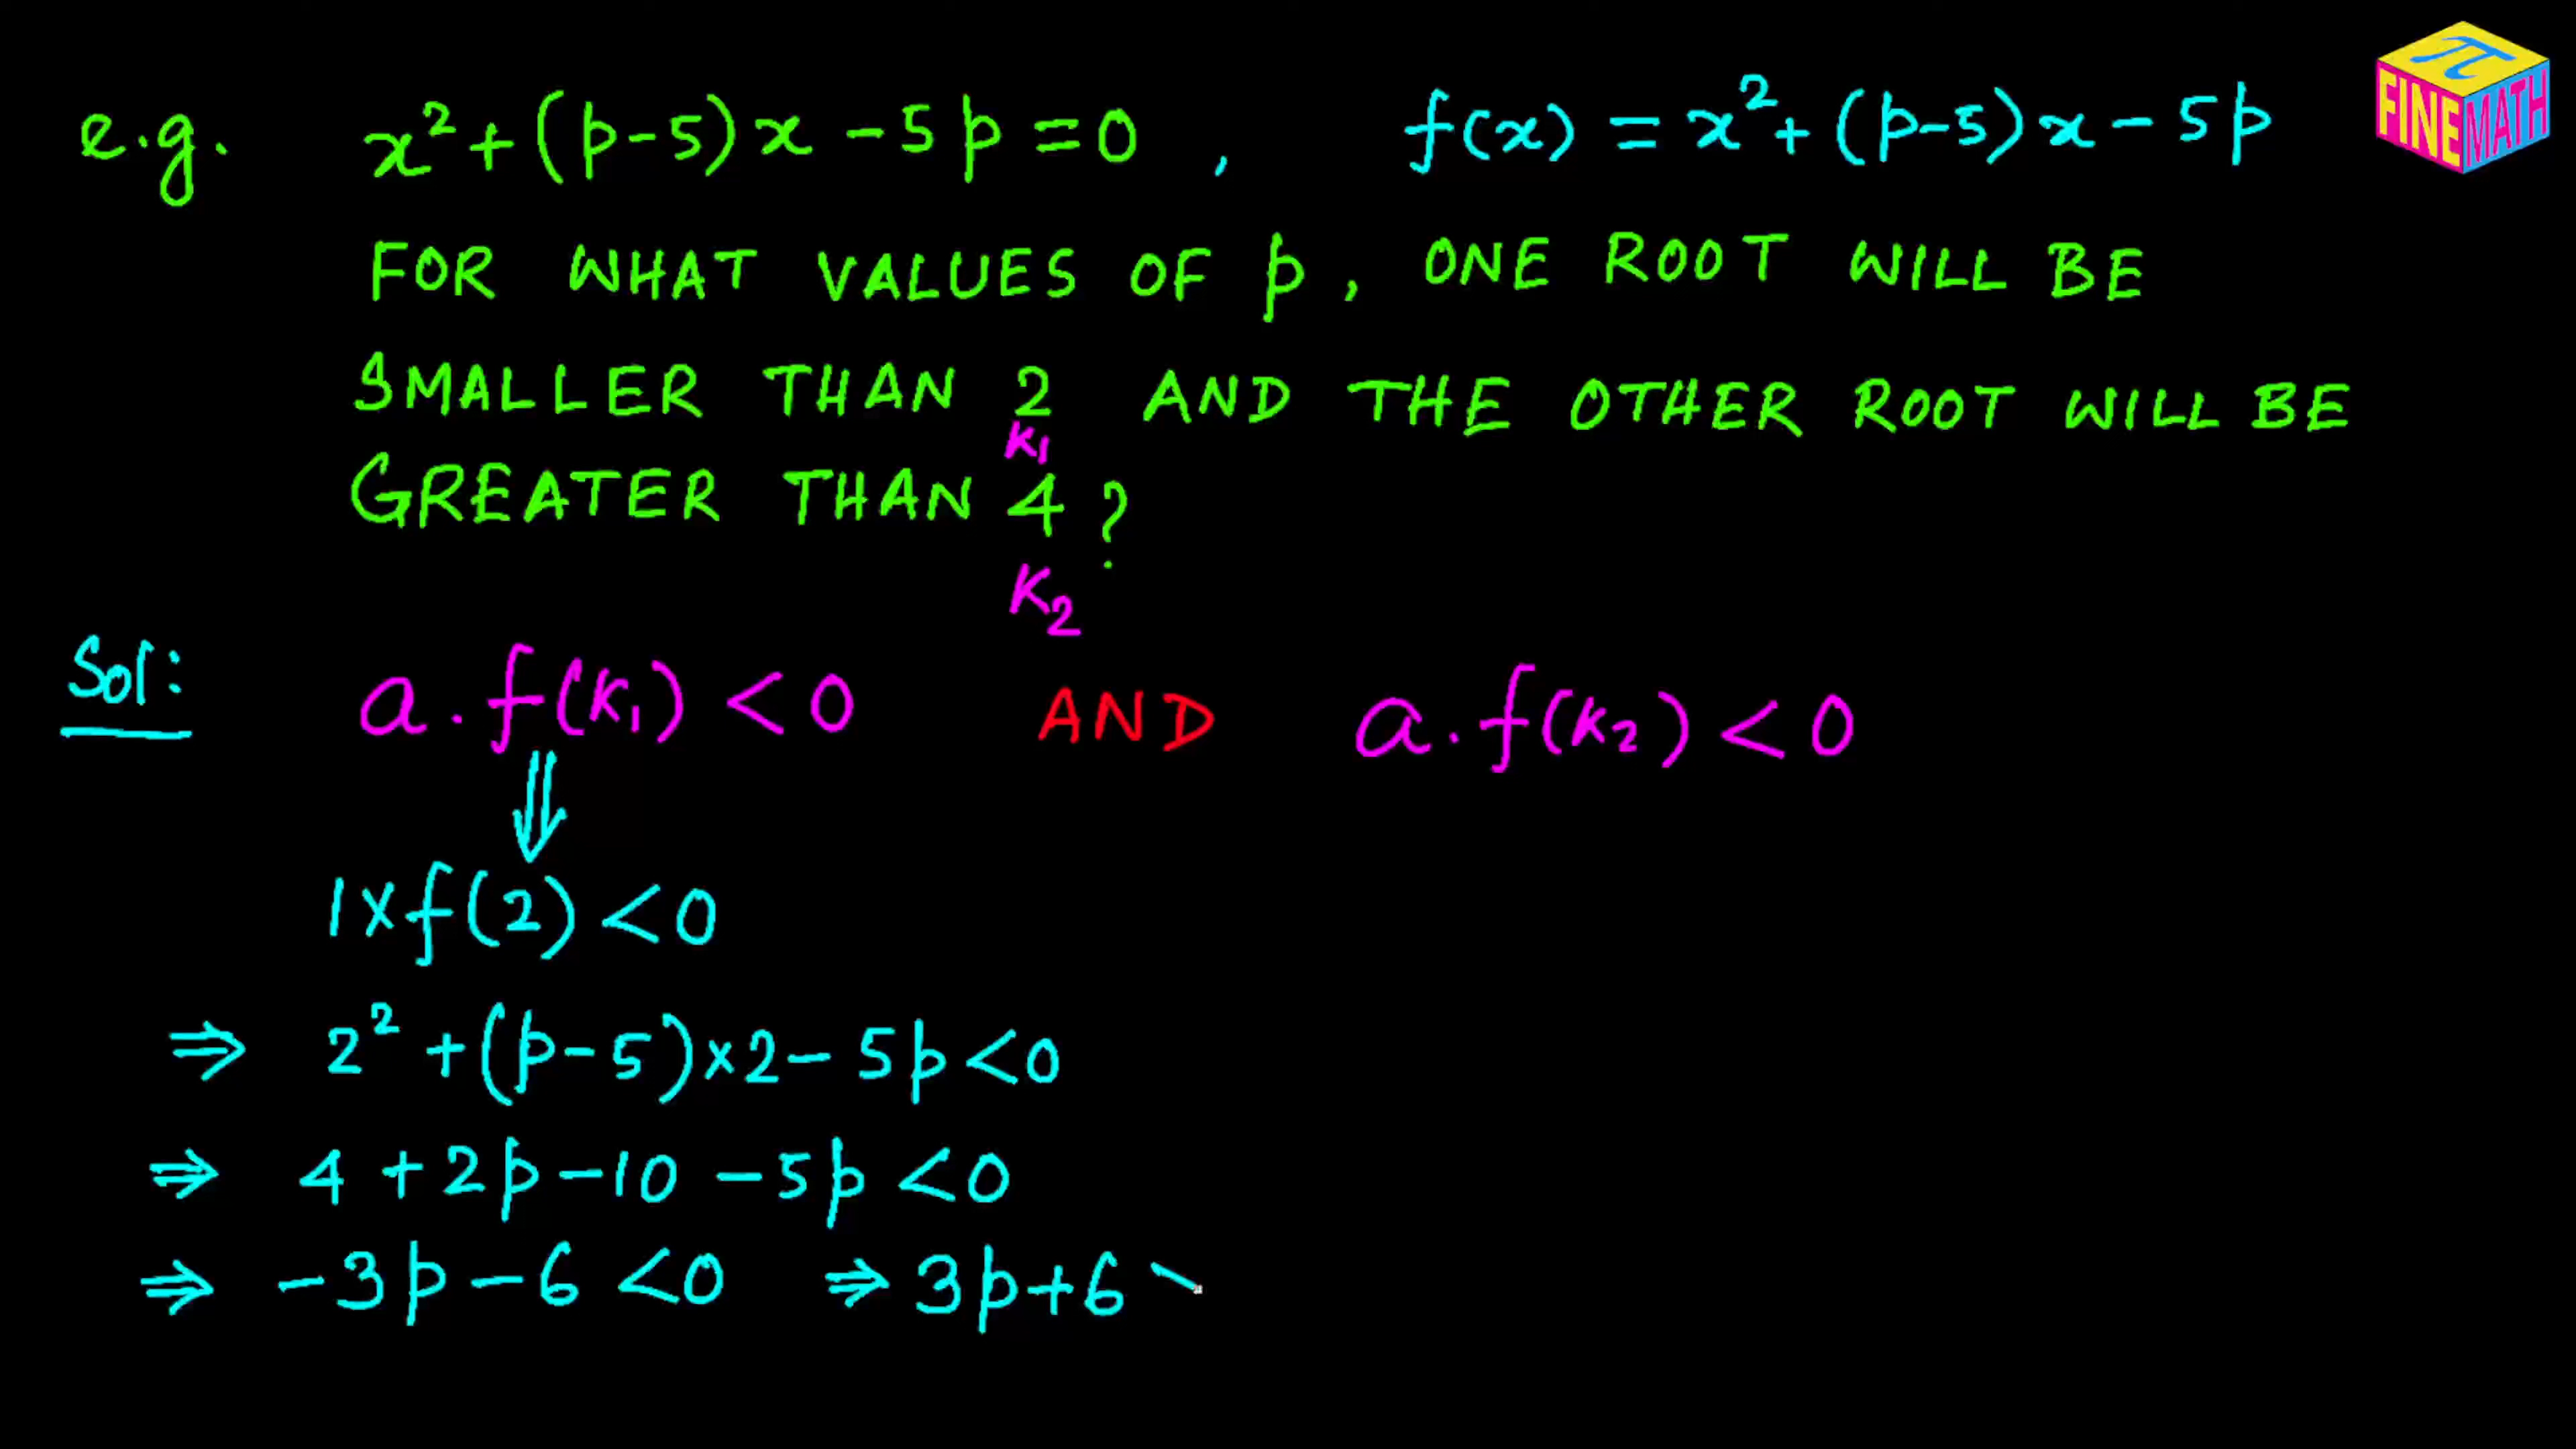 e.g. x² + (p-5)x - 5p = 0 , f(x) = x² + (p-5)x - 5p
π FINE MATH
FOR WHAT VALUES OF p, ONE ROOT WILL BE
SMALLER THAN 2 AND THE OTHER ROOT WILL BE
K₁
GREATER THAN 4 ?
K₂
Sol: a . f(K₁) < 0 AND a . f(K₂) < 0
⇓
1 x f(2) < 0
⇒ 2² + (p-5) x 2 - 5p < 0
⇒ 4 + 2p - 10 - 5p < 0
⇒ -3p - 6 < 0 ⇒ 3p + 6